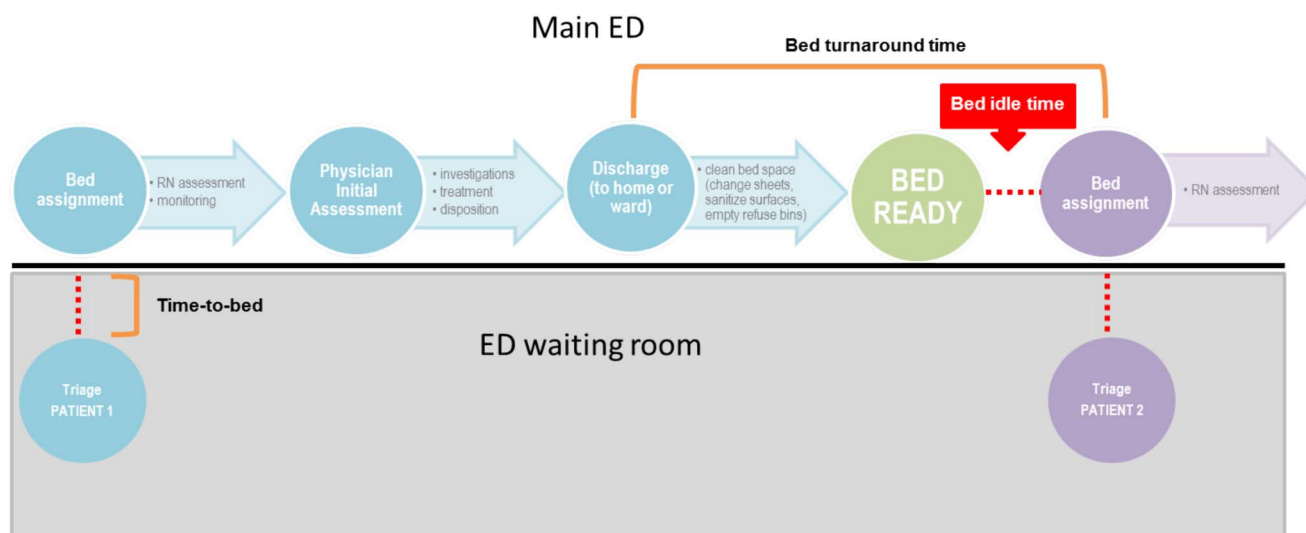 Main ED
Bed turnaround time
Bed idle time
Bed
assignment
• RN assessment
• monitoring
Physician
Initial
Assessment
• investigations
• treatment
• disposition
Discharge
(to home or
ward)
• clean bed space
(change sheets,
sanitize surfaces,
empty refuse bins)
BED
READY
Bed
assignment
• RN assessment
Time-to-bed
ED waiting room
Triage
PATIENT 1
Triage
PATIENT 2